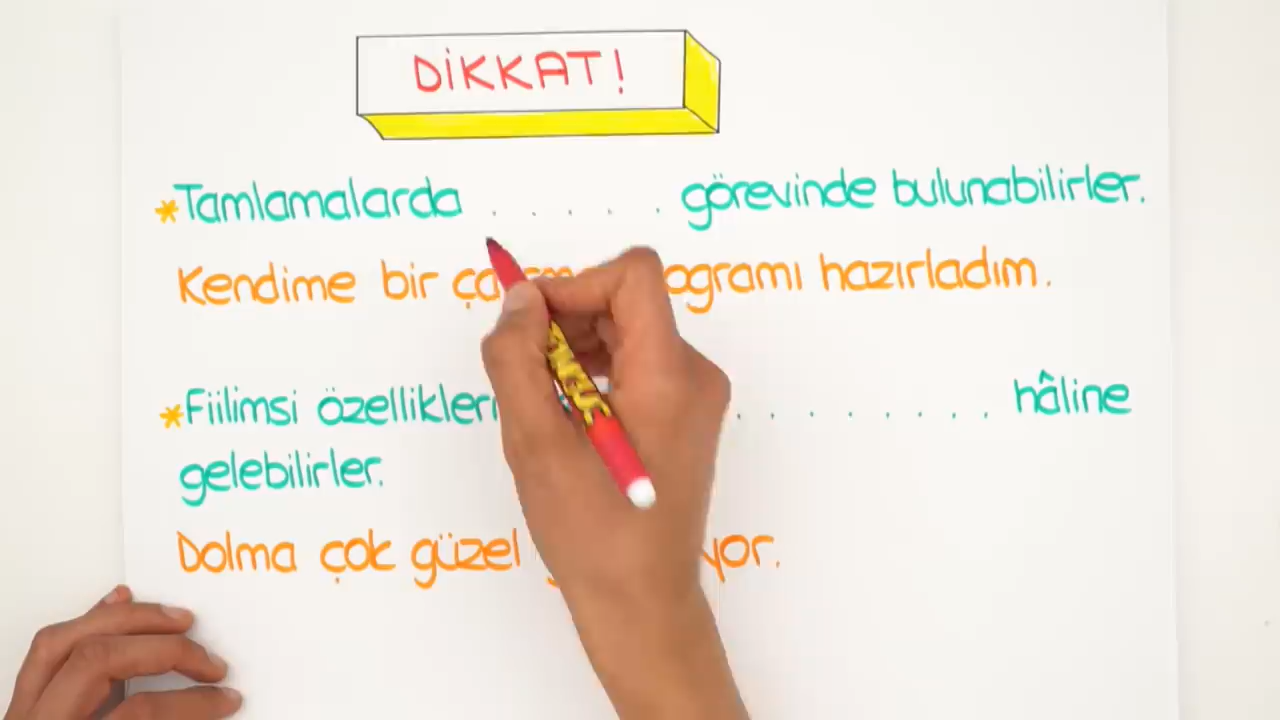 DİKKAT!
*Tamlamalarda ..... görevinde bulunabilirler.
Kendime bir hazırladım.
*Fiilimsi ......... hâline
gelebilirler.
Dolma çok güzel